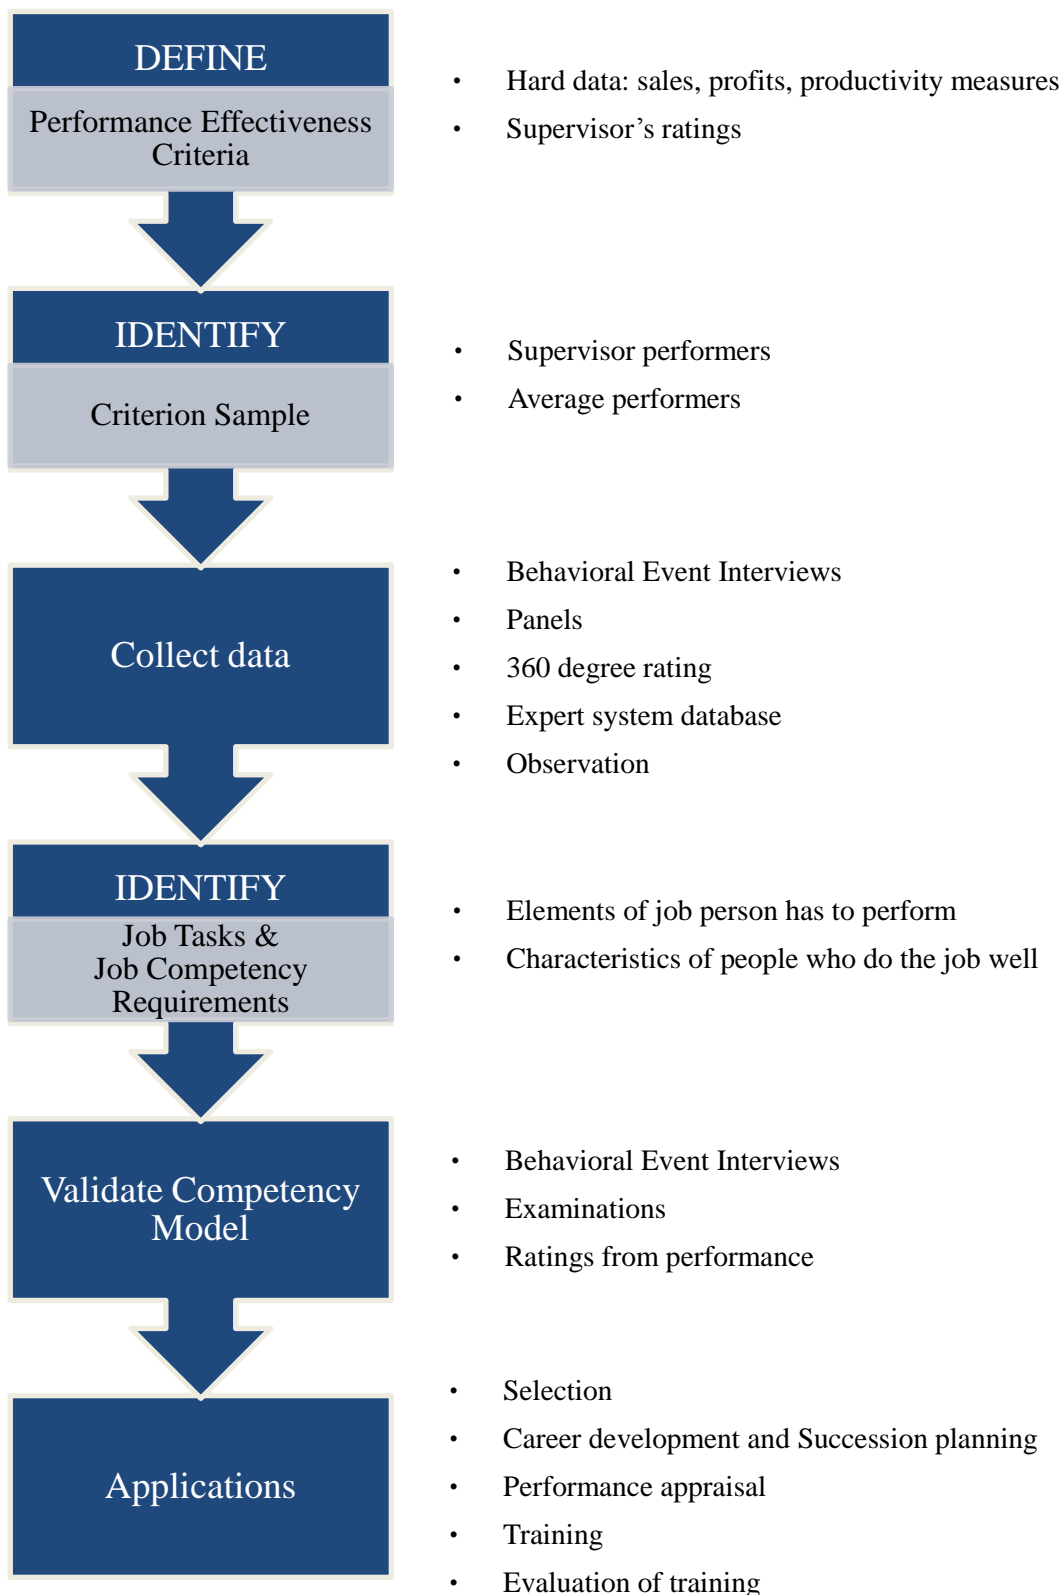 DEFINE
Performance Effectiveness
Criteria
• Hard data: sales, profits, productivity measures
• Supervisor’s ratings
IDENTIFY
Criterion Sample
• Supervisor performers
• Average performers
Collect data
• Behavioral Event Interviews
• Panels
• 360 degree rating
• Expert system database
• Observation
IDENTIFY
Job Tasks &
Job Competency
Requirements
• Elements of job person has to perform
• Characteristics of people who do the job well
Validate Competency
Model
• Behavioral Event Interviews
• Examinations
• Ratings from performance
Applications
• Selection
• Career development and Succession planning
• Performance appraisal
• Training
• Evaluation of training